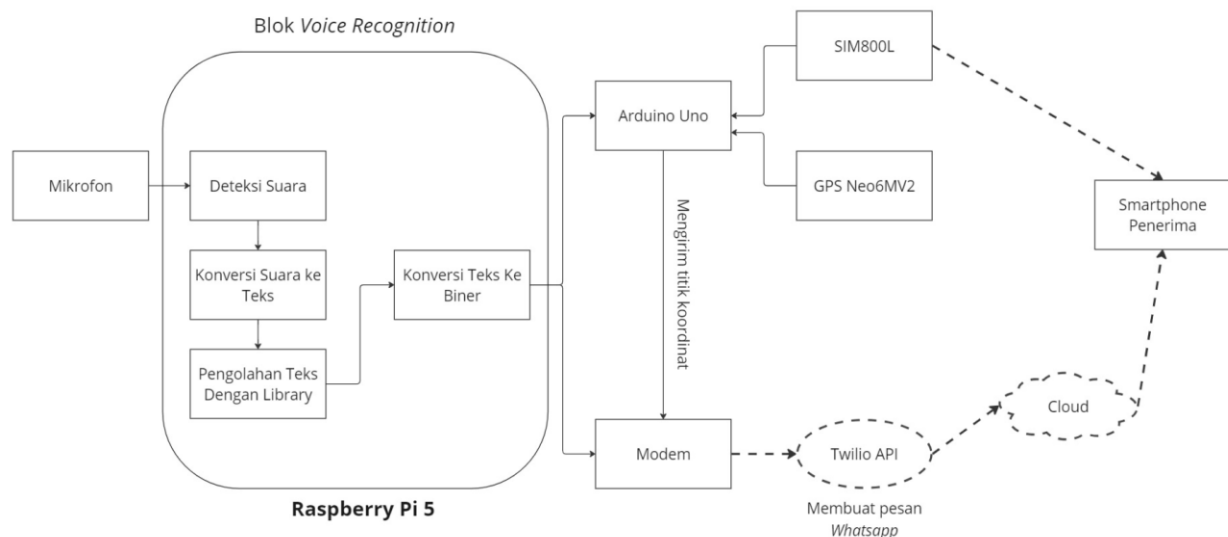 Blok Voice Recognition
SIM800L
Arduino Uno
Mikrofon
Deteksi Suara
GPS Neo6MV2
Smartphone
Penerima
Konversi Suara ke
Teks
Konversi Teks Ke
Biner
Mengirim titik koordinat
Pengolahan Teks
Dengan Library
Cloud
Modem
Twilio API
Raspberry Pi 5
Membuat pesan
Whatsapp